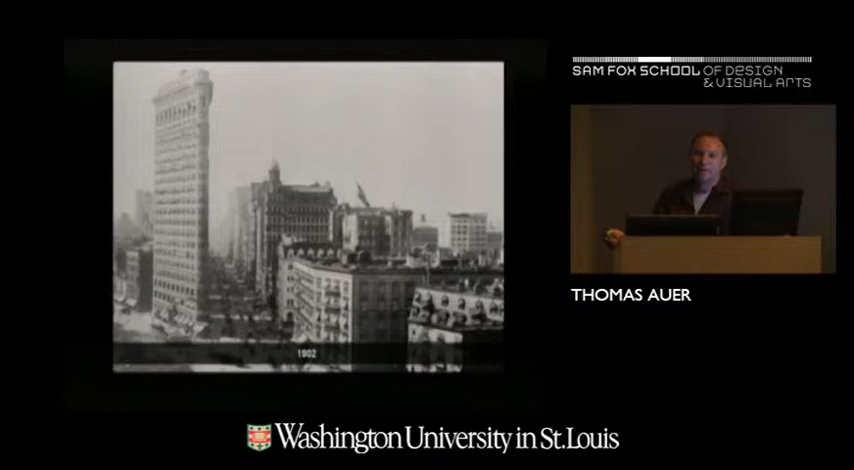 SAM FOX SCHOOL OF DESIGN
& VISUAL ARTS
1902
THOMAS AUER
Washington University in St. Louis